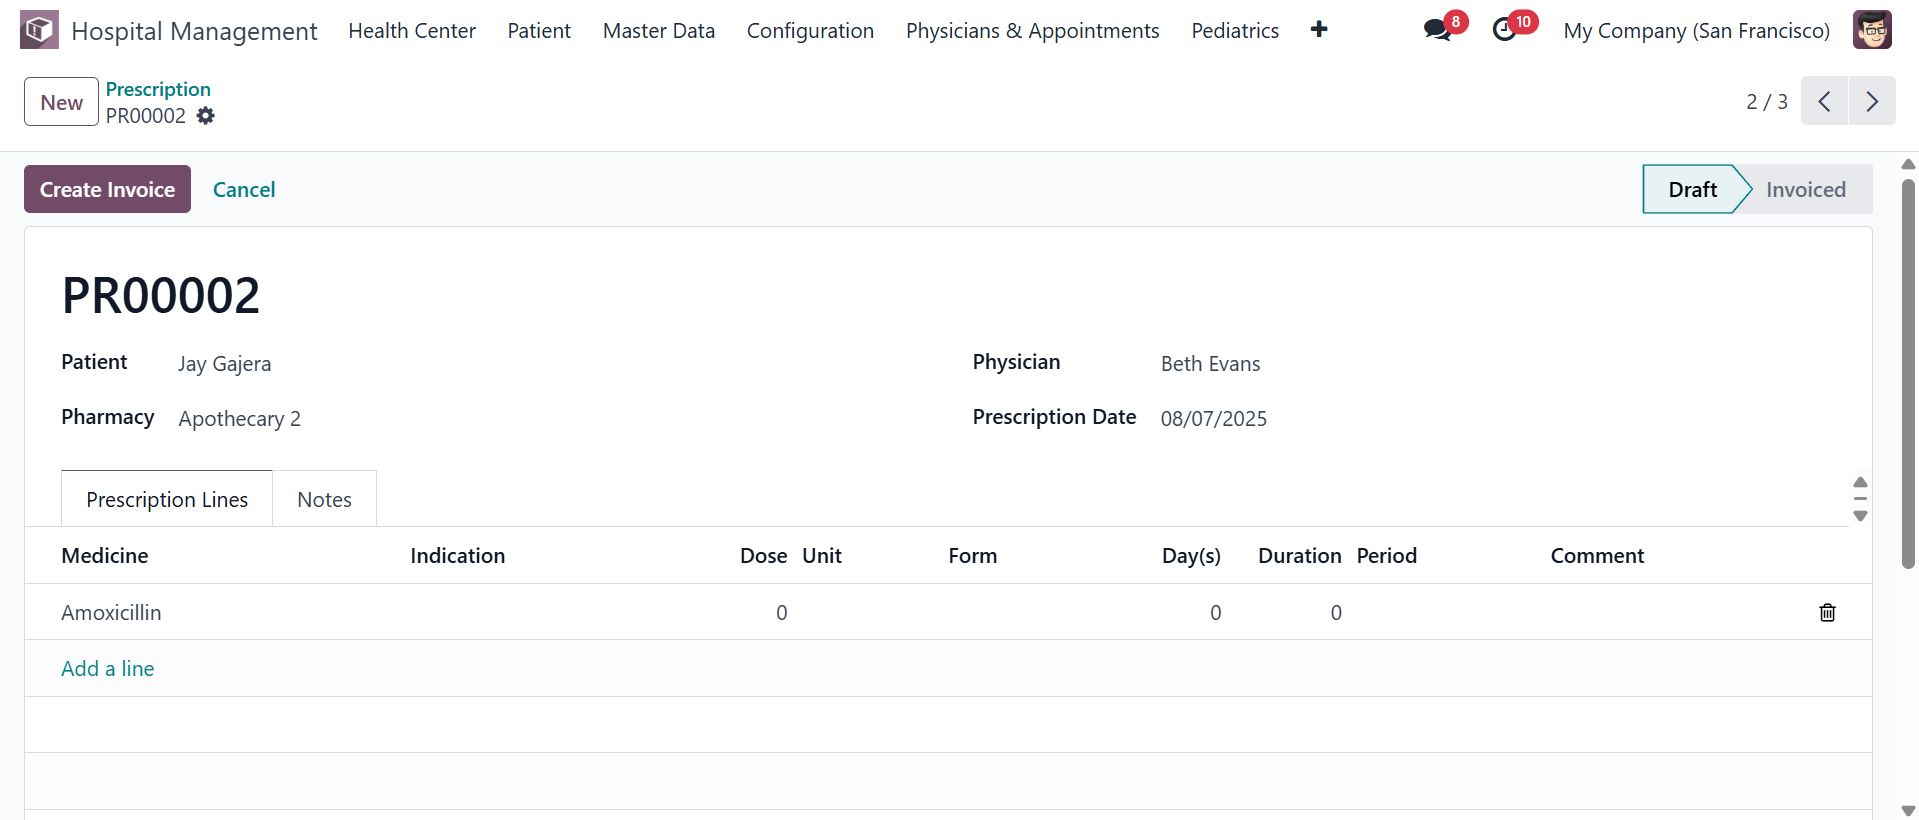 Hospital Management Health Center Patient Master Data Configuration Physicians & Appointments Pediatrics 8 10 My Company (San Francisco)
New Prescription
PR00002 2 / 3
Create Invoice Cancel Draft Invoiced
PR00002
Patient Jay Gajera Physician Beth Evans
Pharmacy Apothecary 2 Prescription Date 08/07/2025
Prescription Lines Notes
Medicine Indication Dose Unit Form Day(s) Duration Period Comment
Amoxicillin 0 0 0
Add a line